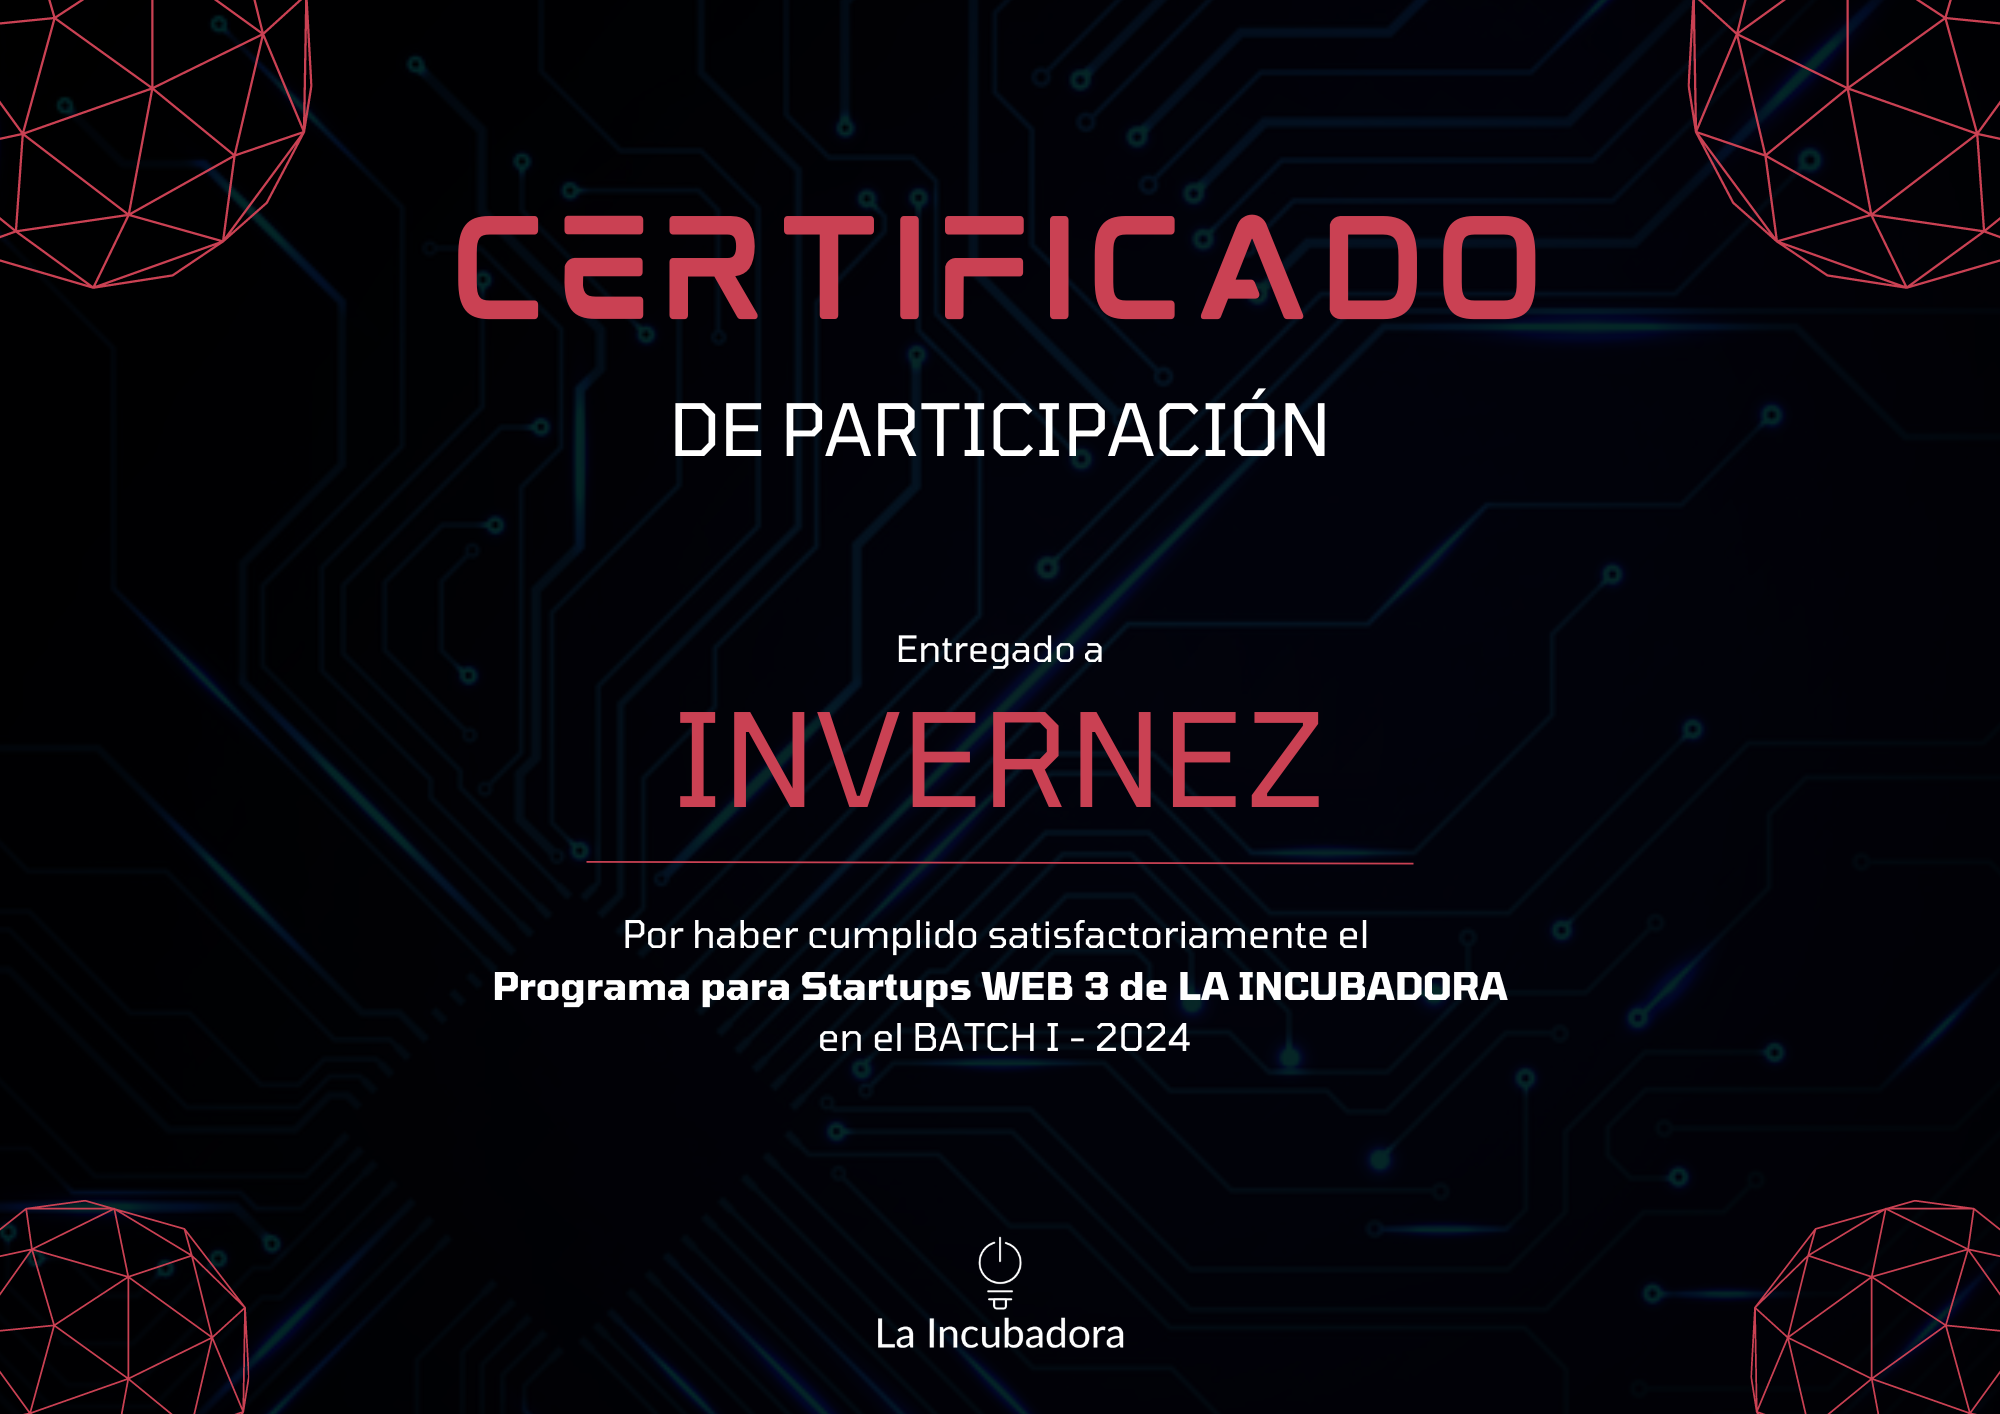 CERTIFICADO
DE PARTICIPACIÓN
Entregado a
INVERNEZ
Por haber cumplido satisfactoriamente el
Programa para Startups WEB 3 de LA INCUBADORA
en el BATCH I - 2024
La Incubadora